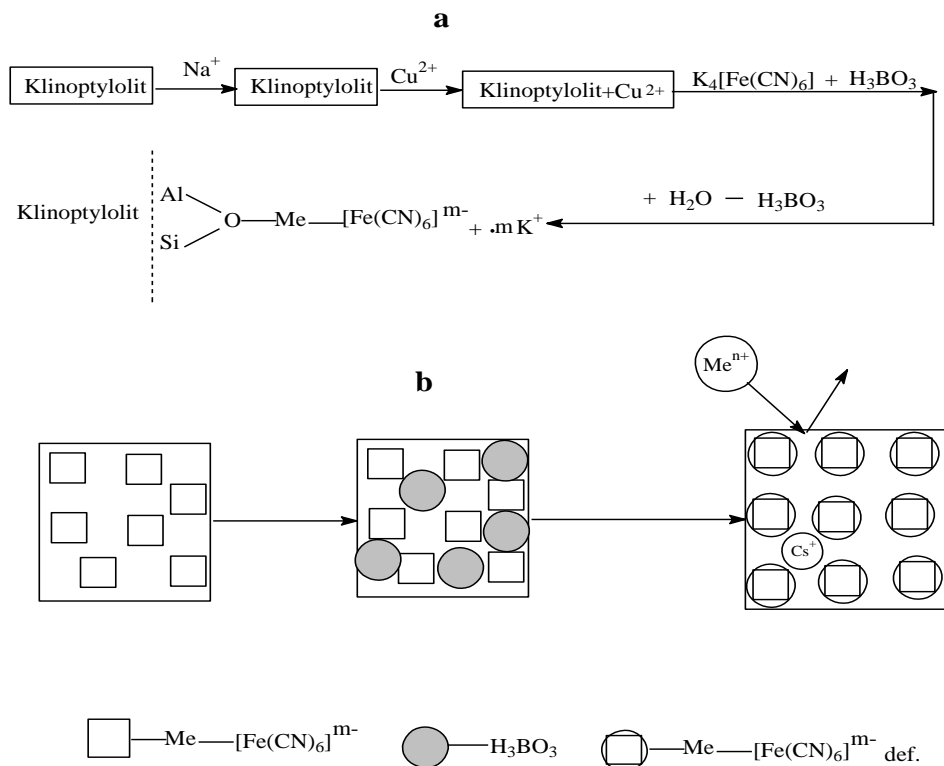 a
Klinoptylolit Na+ Klinoptylolit Cu2+ Klinoptylolit+Cu2+ K4[Fe(CN)6] + H3BO3
+ H2O − H3BO3
Klinoptylolit Al Si O Me [Fe(CN)6]m- + .mK+
b
Men+
Cs+
Me [Fe(CN)6]m-
H3BO3
Me [Fe(CN)6]m- def.